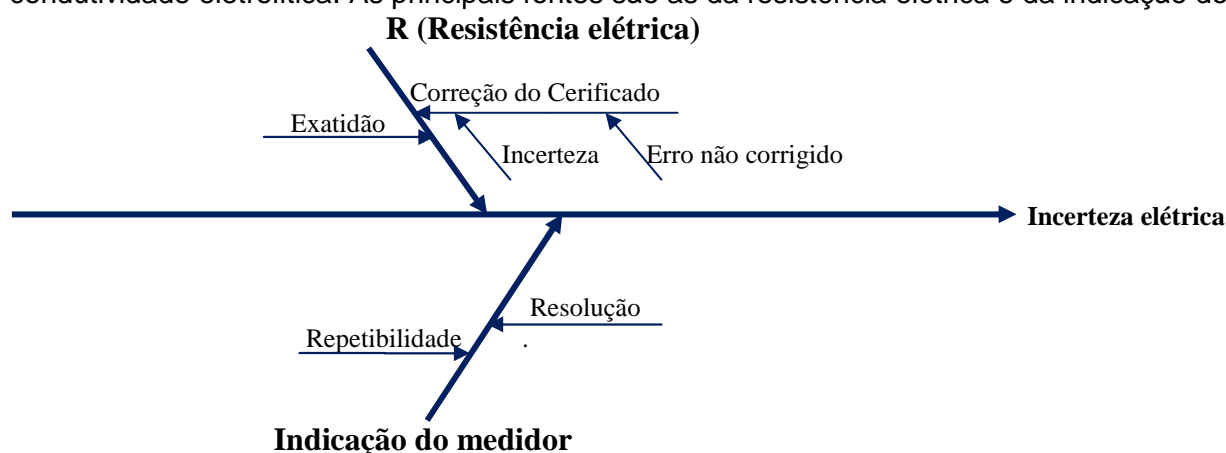 condutividade eletrolítica. As principais fontes são as da resistência elétrica e da indicação do
R (Resistência elétrica)
Correção do Cerificado
Exatidão
Incerteza
Erro não corrigido
Incerteza elétrica
Resolução
Repetibilidade .
Indicação do medidor